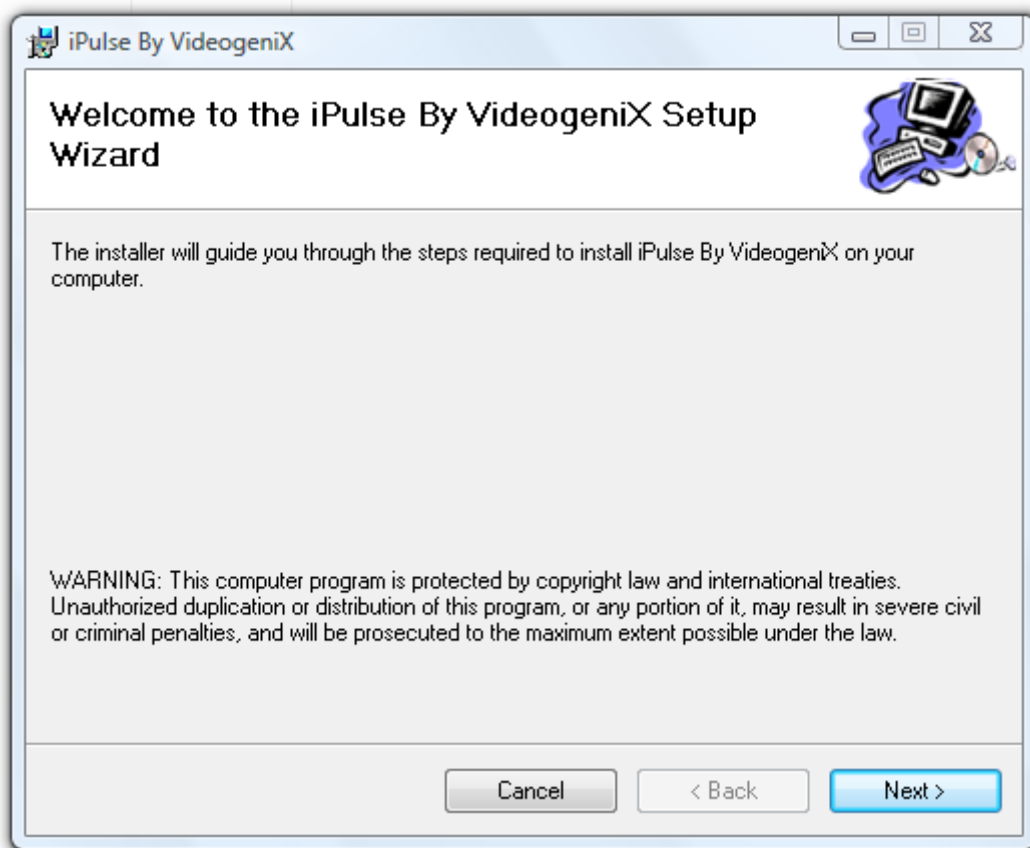 iPulse By VideogeniX
Welcome to the iPulse By VideogeniX Setup
Wizard
The installer will guide you through the steps required to install iPulse By VideogeniX on your
computer.
WARNING: This computer program is protected by copyright law and international treaties.
Unauthorized duplication or distribution of this program, or any portion of it, may result in severe civil
or criminal penalties, and will be prosecuted to the maximum extent possible under the law.
Cancel < Back Next >